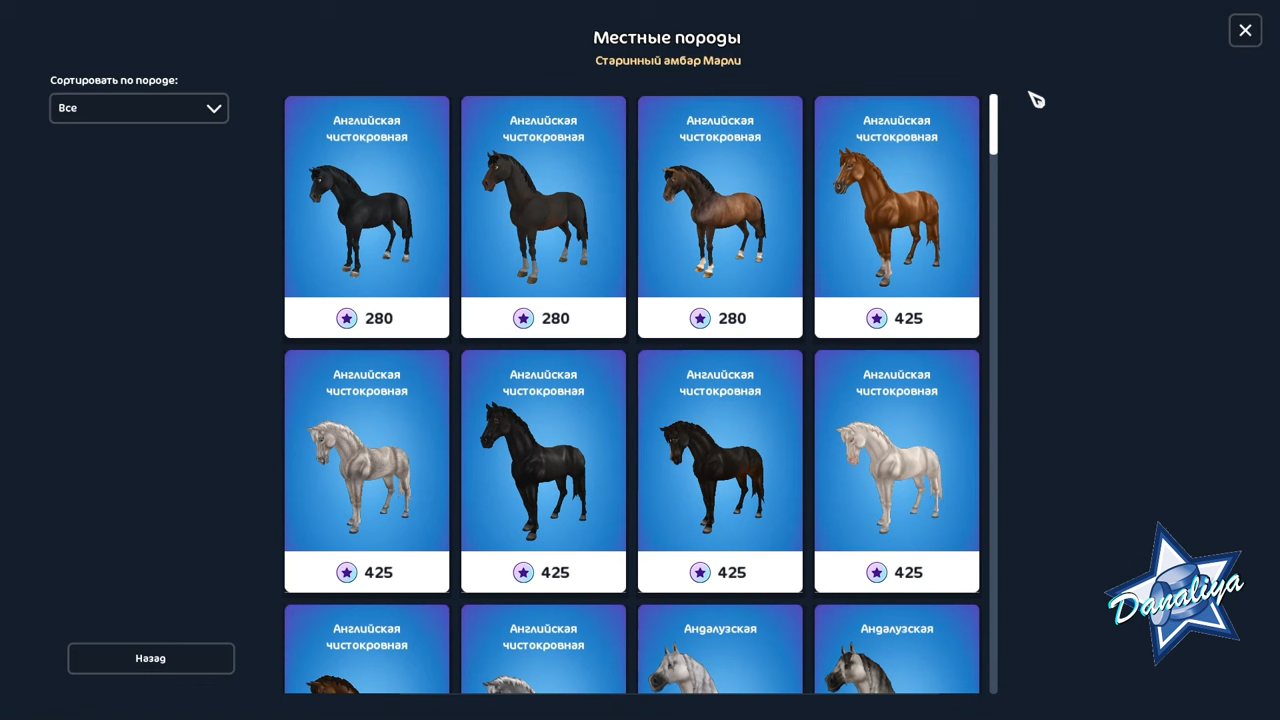 Местные породы
Старинный амбар Марли
Сортировать по породе:
Все
Английская
чистокровная
280
Английская
чистокровная
280
Английская
чистокровная
280
Английская
чистокровная
425
Английская
чистокровная
425
Английская
чистокровная
425
Английская
чистокровная
425
Английская
чистокровная
425
Английская
чистокровная
Английская
чистокровная
Андалузская
Андалузская
Назад
Danaliya